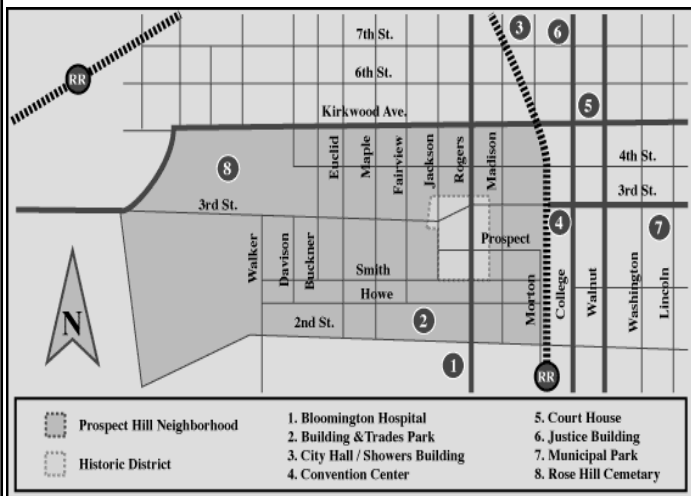 3
6
7th St.
RR
6th St.
5
Kirkwood Ave.
Euclid
Maple
Fairview
Jackson
Rogers
Madison
4th St.
8
3rd St.
3rd St.
4
7
Prospect
Walker
Davison
Buckner
Smith
Howe
Morton
College
Walnut
Washington
Lincoln
N
2nd St.
2
1
RR
Prospect Hill Neighborhood
Historic District
1. Bloomington Hospital
2. Building &Trades Park
3. City Hall / Showers Building
4. Convention Center
5. Court House
6. Justice Building
7. Municipal Park
8. Rose Hill Cemetary